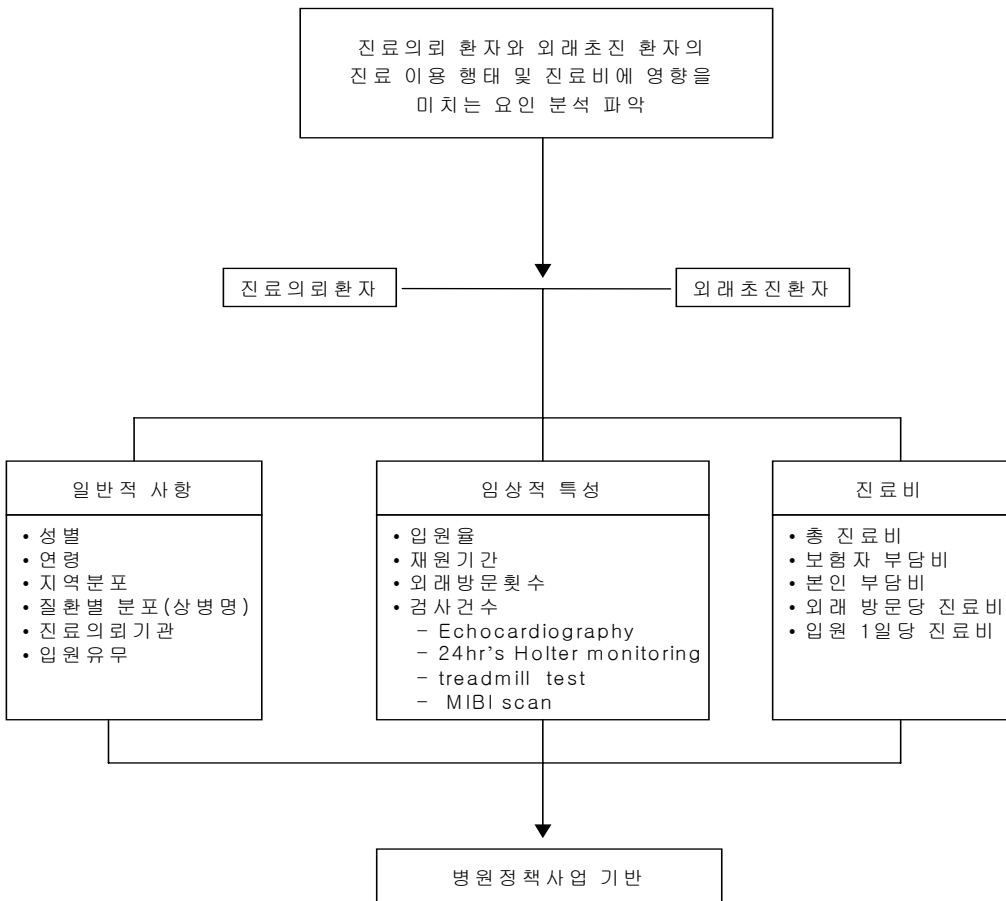 진료의뢰 환자와 외래초진 환자의
진료 이용 행태 및 진료비에 영향을
미치는 요인 분석 파악
진료의뢰환자
외래초진환자
일반적 사항
• 성별
• 연령
• 지역분포
• 질환별 분포(상병명)
• 진료의뢰기관
• 입원유무
임상적 특성
• 입원율
• 재원기간
• 외래방문횟수
• 검사건수
– Echocardiography
– 24hr's Holter monitoring
– treadmill test
– MIBI scan
진료비
• 총 진료비
• 보험자 부담비
• 본인 부담비
• 외래 방문당 진료비
• 입원 1일당 진료비
병원정책사업 기반